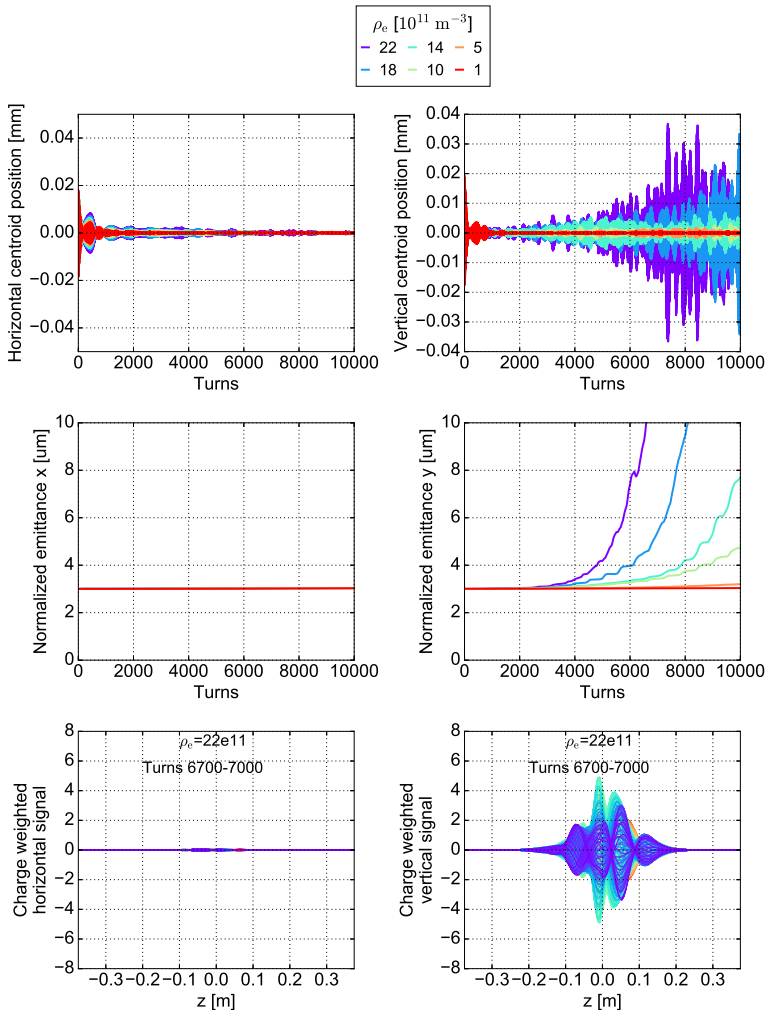 ρe [10^11 m^−3]
22 14 5
18 10 1
Horizontal centroid position [mm]
0.04
0.02
0.00
−0.02
−0.04
0 2000 4000 6000 8000 10000
Turns
Vertical centroid position [mm]
0.04
0.03
0.02
0.01
0.00
−0.01
−0.02
−0.03
−0.04
0 2000 4000 6000 8000 10000
Turns
Normalized emittance x [um]
10
8
6
4
2
0
0 2000 4000 6000 8000 10000
Turns
Normalized emittance y [um]
10
8
6
4
2
0
0 2000 4000 6000 8000 10000
Turns
Charge weighted
horizontal signal
8
6
4
2
0
−2
−4
−6
−8
ρe=22e11
Turns 6700-7000
−0.3 −0.2 −0.1 0.0 0.1 0.2 0.3
z [m]
Charge weighted
vertical signal
8
6
4
2
0
−2
−4
−6
−8
ρe=22e11
Turns 6700-7000
−0.3 −0.2 −0.1 0.0 0.1 0.2 0.3
z [m]